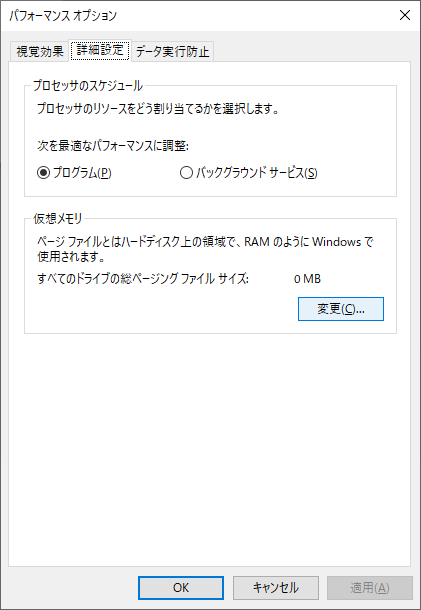 パフォーマンス オプション
視覚効果 詳細設定 データ実行防止
プロセッサのスケジュール
プロセッサのリソースをどう割り当てるかを選択します。
次を最適なパフォーマンスに調整:
プログラム(P) バックグラウンド サービス(S)
仮想メモリ
ページ ファイルとはハードディスク上の領域で、RAM のように Windows で
使用されます。
すべてのドライブの総ページング ファイル サイズ: 0 MB
変更(C)...
OK キャンセル 適用(A)